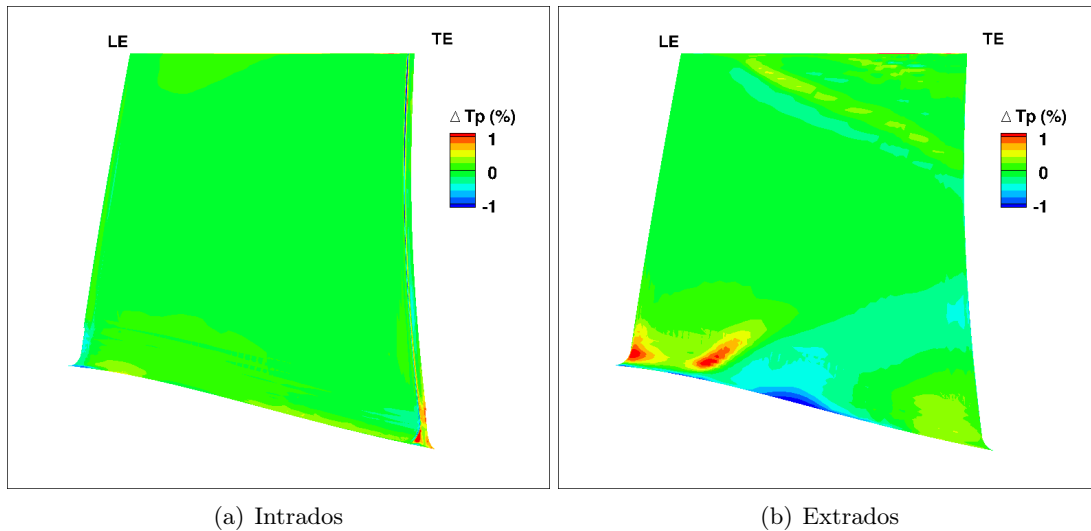 LE
TE
△ Tp (%)
1
0
-1
LE
TE
△ Tp (%)
1
0
-1
(a) Intrados
(b) Extrados